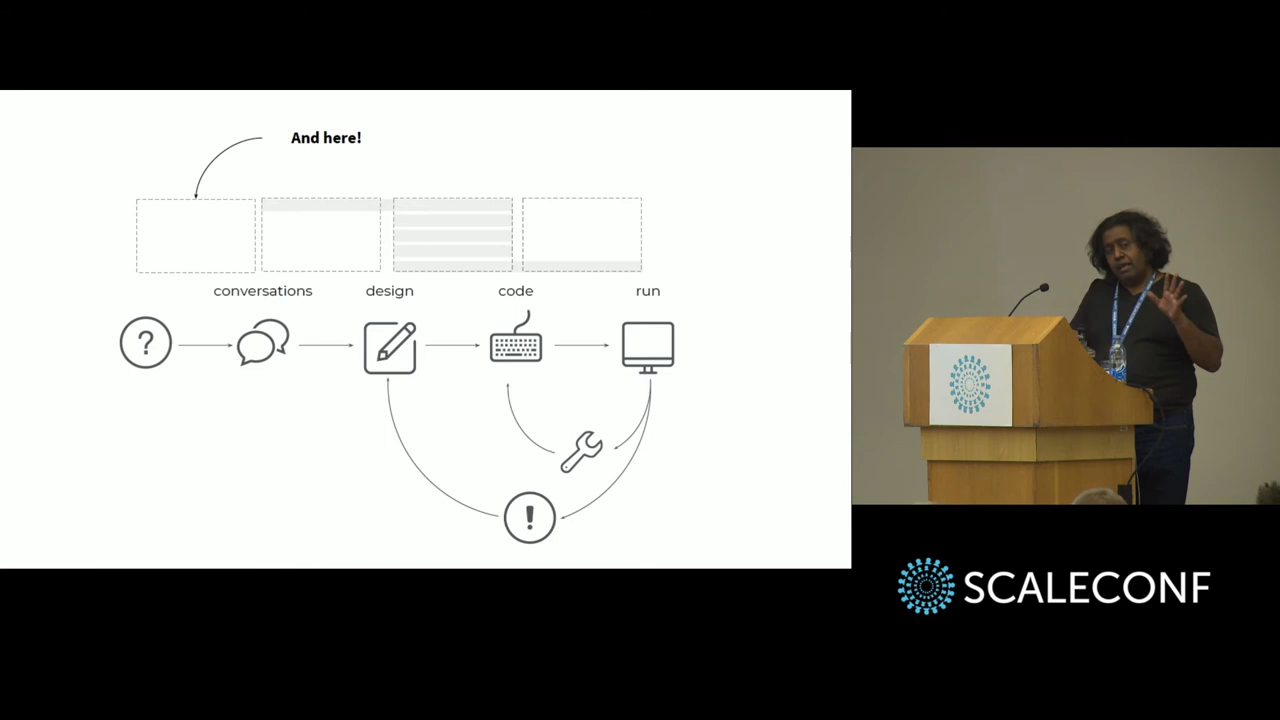 And here!
conversations
design
code
run
?
!
SCALECONF